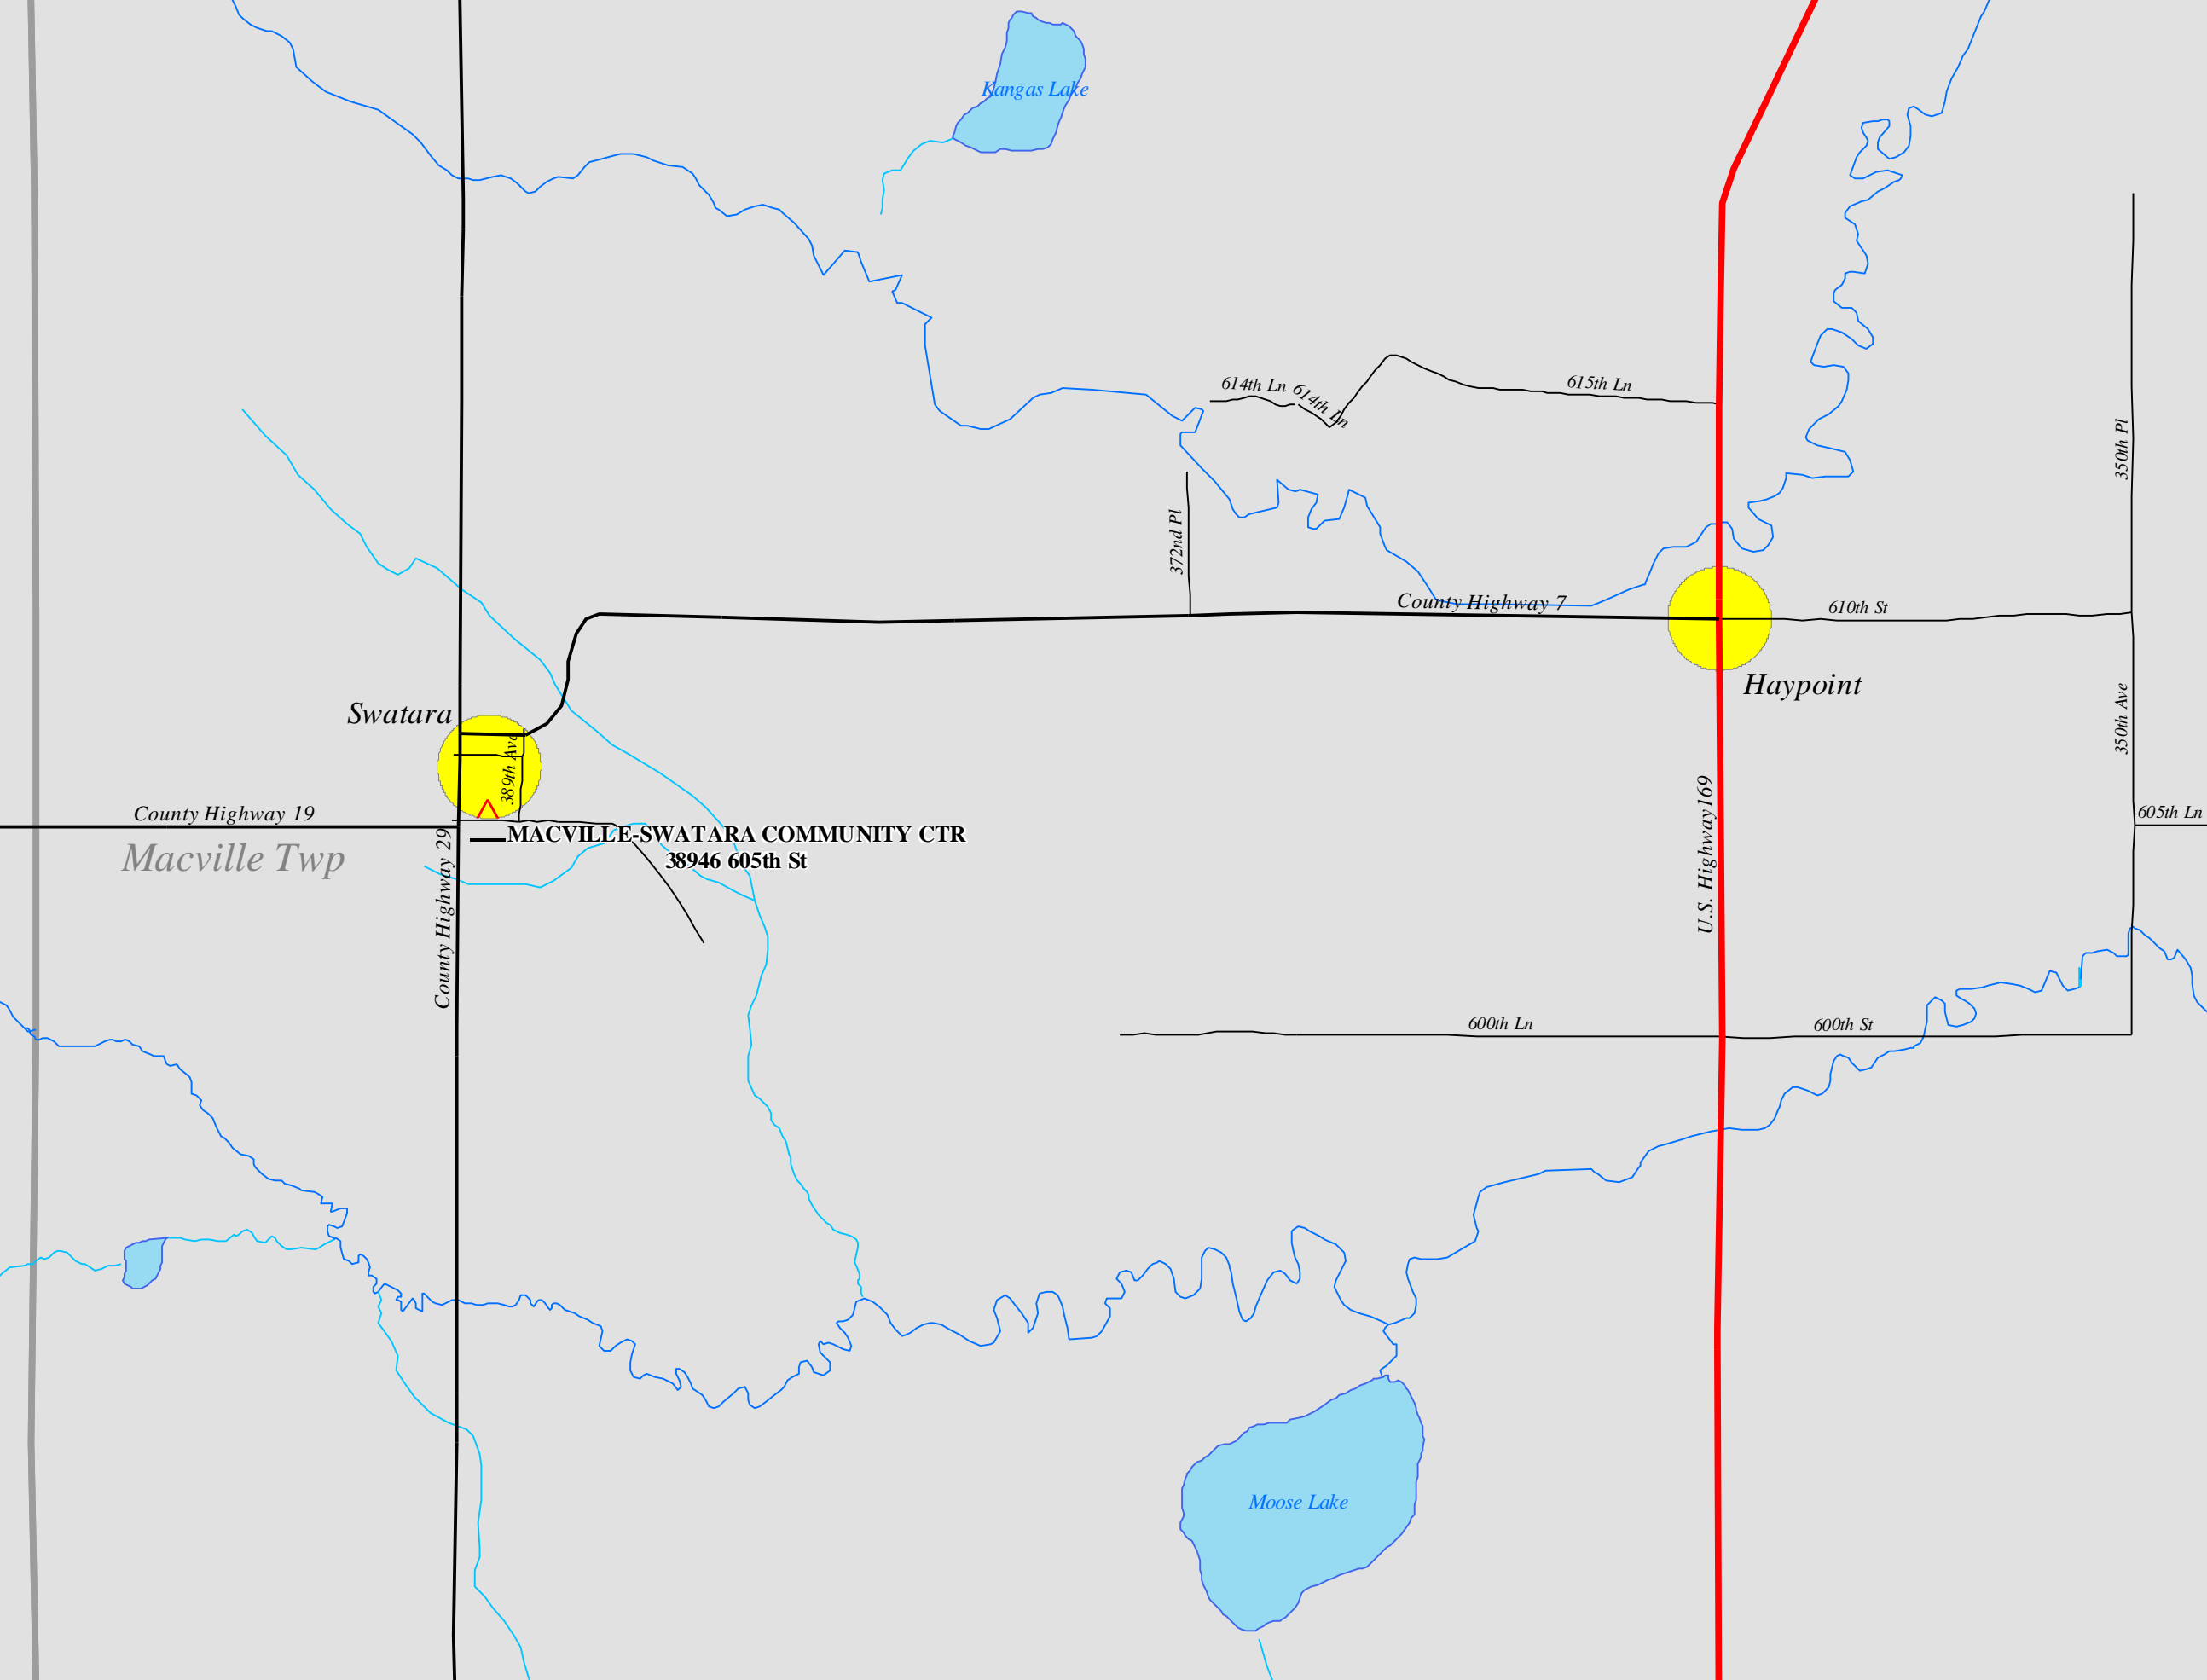 Kangas Lake
614th Ln
614th Ln
615th Ln
350th Pl
372nd Pl
County Highway 7
610th St
Haypoint
Swatara
389th Ave
350th Ave
County Highway 19
U.S. Highway169
605th Ln
MACVILLE-SWATARA COMMUNITY CTR
38946 605th St
Macville Twp
County Highway 29
600th Ln
600th St
Moose Lake